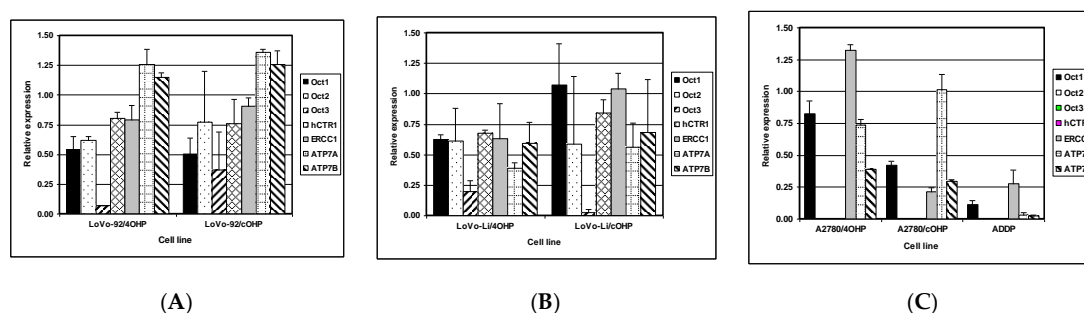 1.50
1.25
1.00
0.75
0.50
0.25
0.00
Relative expression
LoVo-92/4OHP LoVo-92/cOHP
Cell line
Oct1
Oct2
Oct3
hCTR1
ERCC1
ATP7A
ATP7B
(A)
1.50
1.25
1.00
0.75
0.50
0.25
0.00
Relative expression
LoVo-Li/4OHP LoVo-Li/cOHP
Cell line
Oct1
Oct2
Oct3
hCTR1
ERCC1
ATP7A
ATP7B
(B)
1.50
1.25
1.00
0.75
0.50
0.25
0.00
Relative expression
A2780/4OHP A2780/cOHP ADDP
Cell line
Oct1
Oct2
Oct3
hCTR
ERCC
ATP7
ATP7
(C)